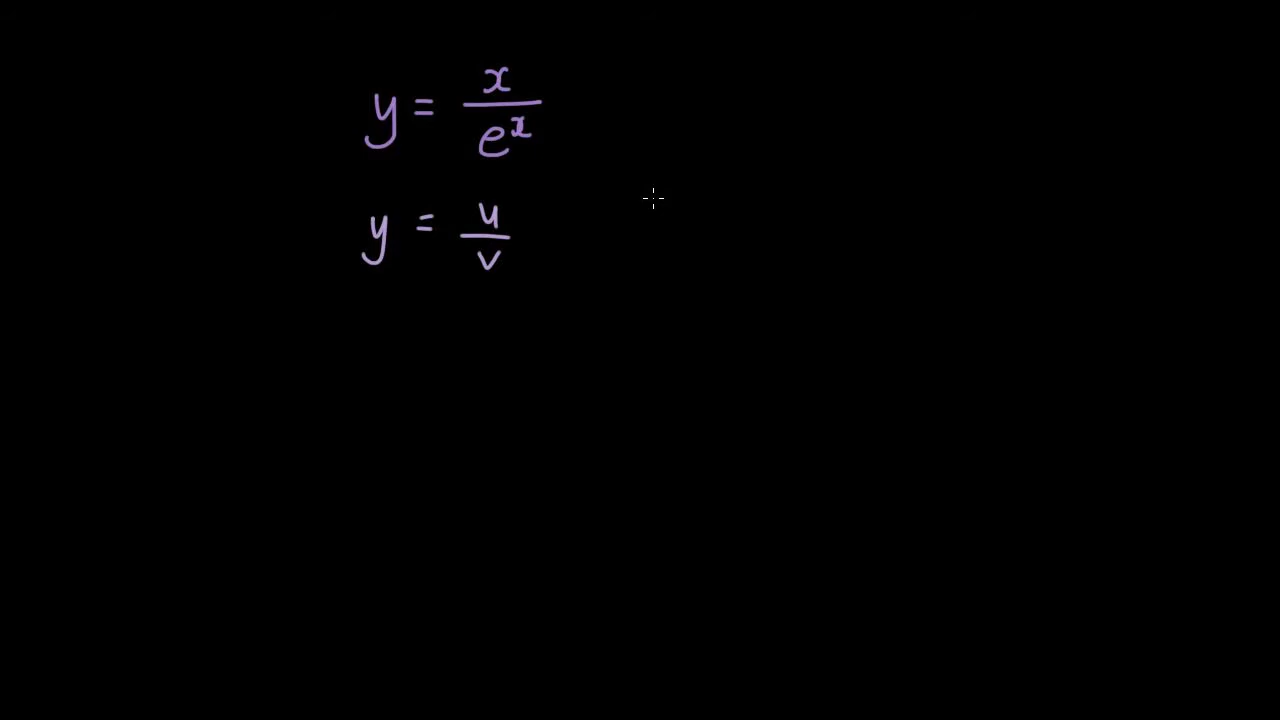 y = x/e^x
y = u/v